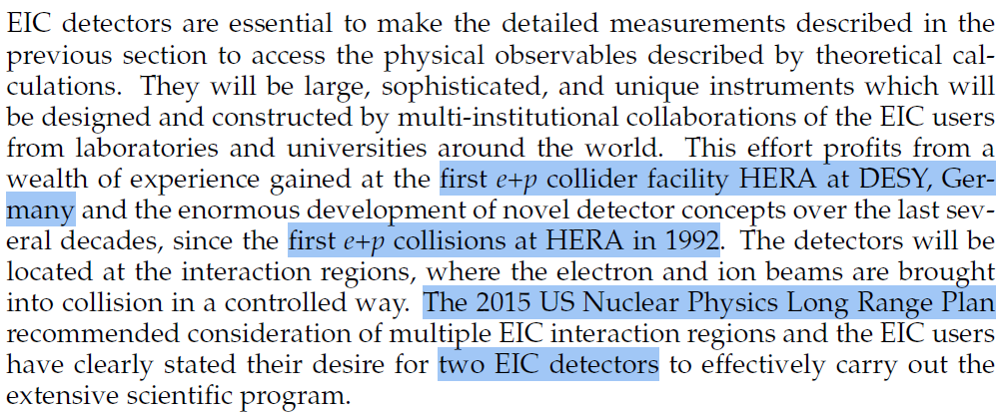 EIC detectors are essential to make the detailed measurements described in the
previous section to access the physical observables described by theoretical cal-
culations. They will be large, sophisticated, and unique instruments which will
be designed and constructed by multi-institutional collaborations of the EIC users
from laboratories and universities around the world. This effort profits from a
wealth of experience gained at the first e+p collider facility HERA at DESY, Ger-
many and the enormous development of novel detector concepts over the last sev-
eral decades, since the first e+p collisions at HERA in 1992. The detectors will be
located at the interaction regions, where the electron and ion beams are brought
into collision in a controlled way. The 2015 US Nuclear Physics Long Range Plan
recommended consideration of multiple EIC interaction regions and the EIC users
have clearly stated their desire for two EIC detectors to effectively carry out the
extensive scientific program.